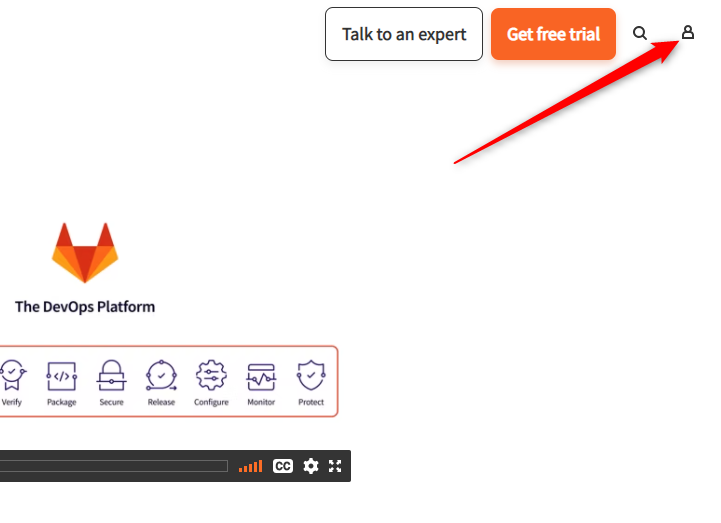 Talk to an expert
Get free trial
The DevOps Platform
Verify Package Secure Release Configure Monitor Protect
CC